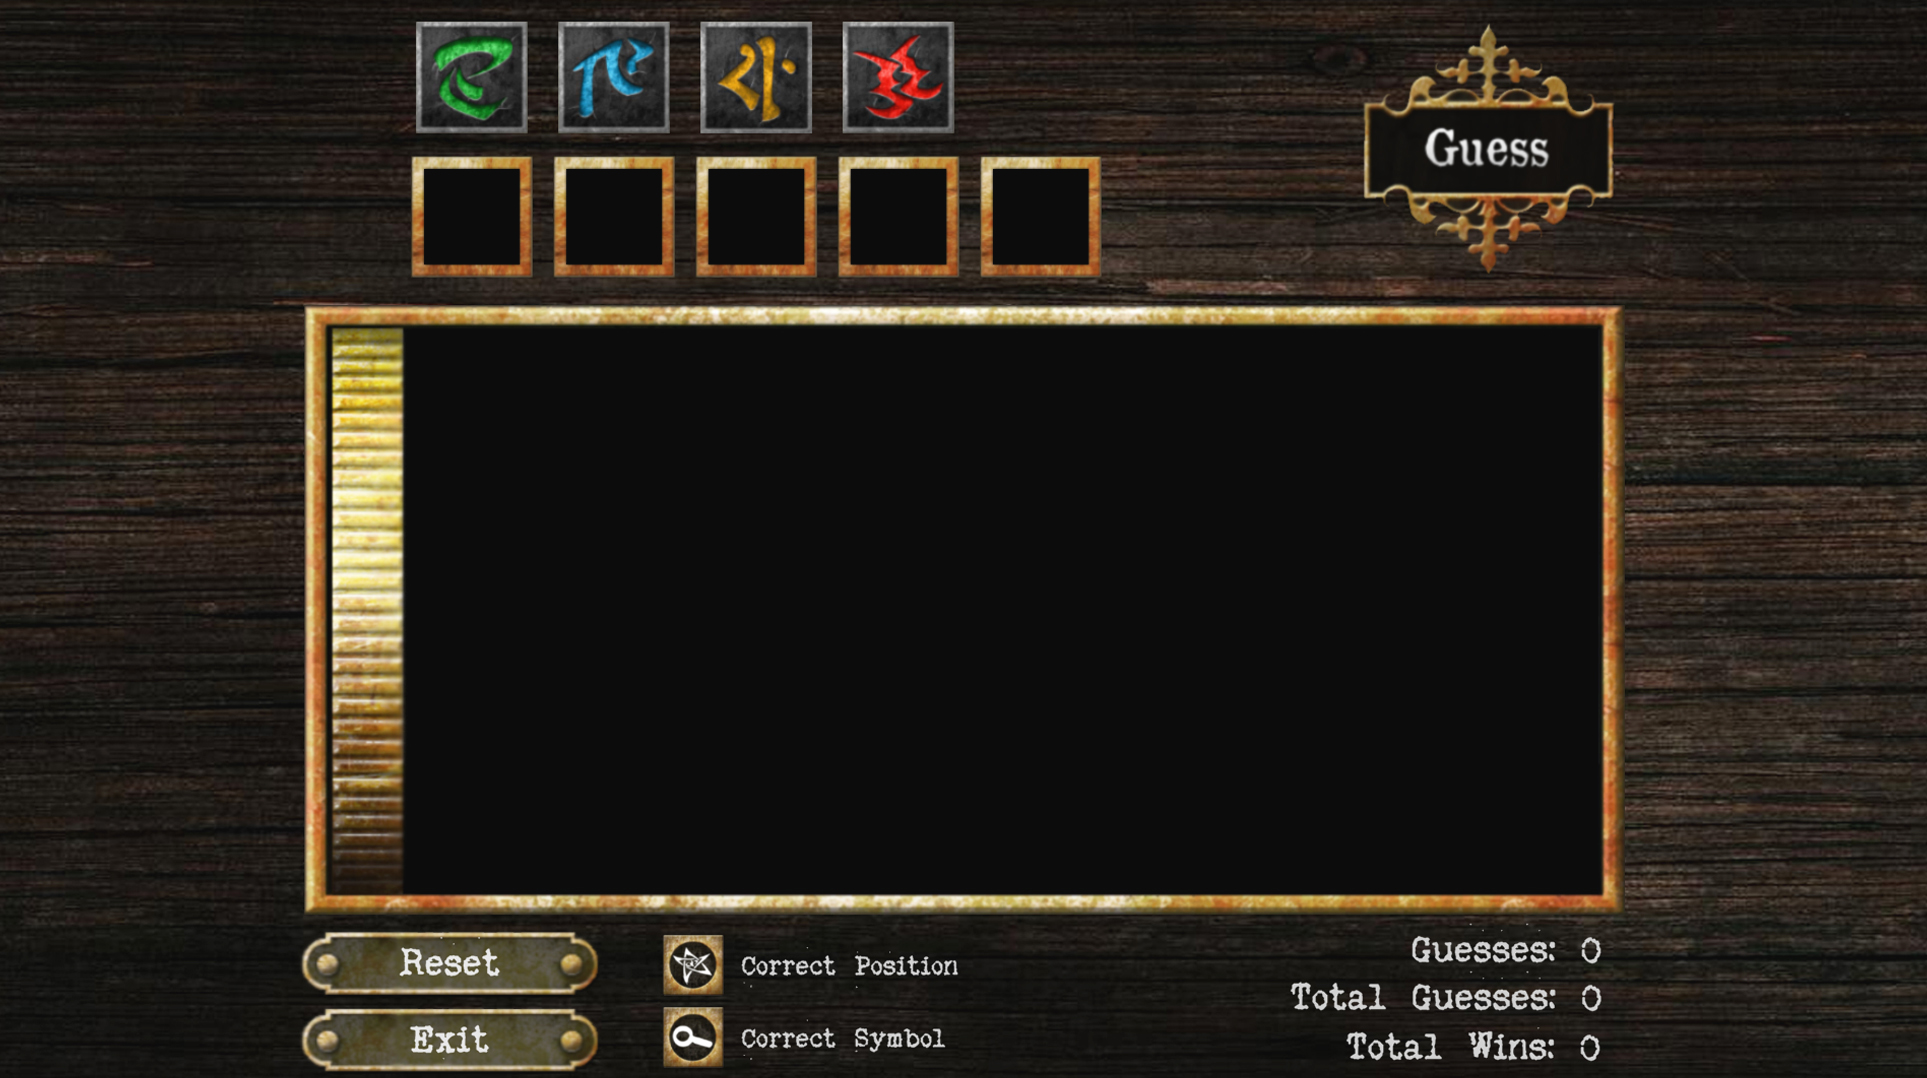 Guess
Reset
Exit
Correct Position
Correct Symbol
Guesses: 0
Total Guesses: 0
Total Wins: 0